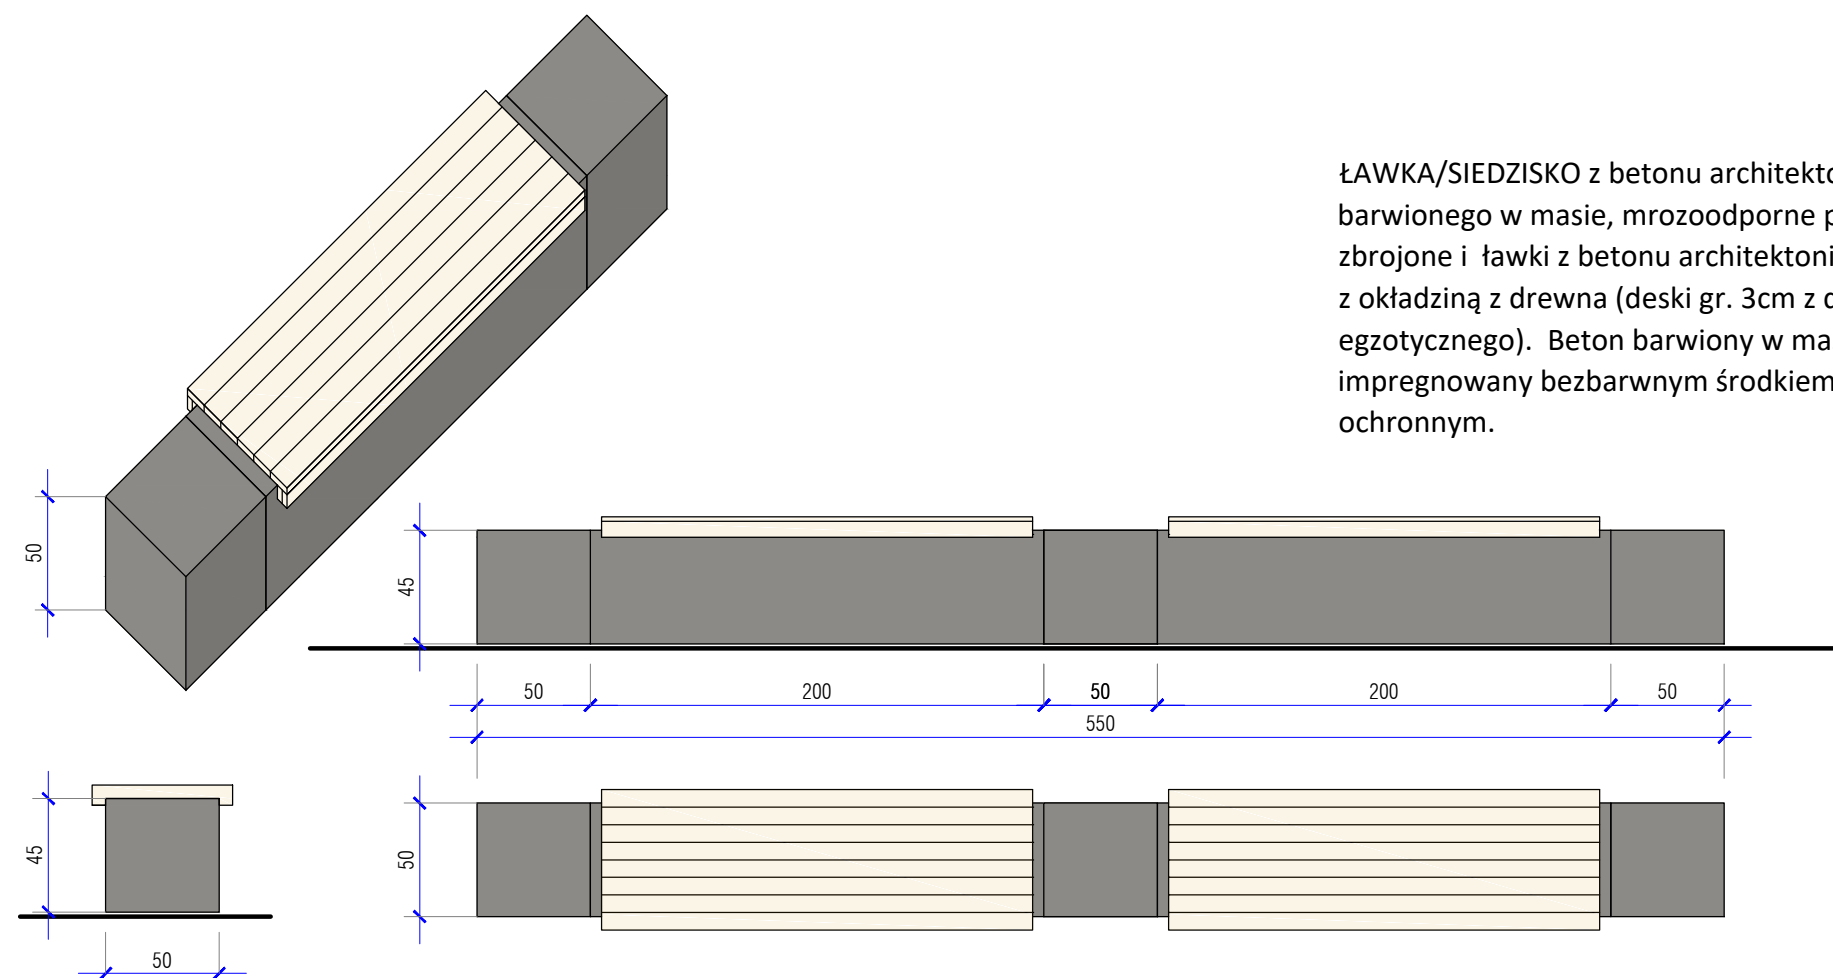 ŁAWKA/SIEDZISKO z betonu architekto
barwionego w masie, mrozoodporne p
zbrojone i ławki z betonu architektoni
z okładziną z drewna (deski gr. 3cm z d
egzotycznego). Beton barwiony w ma
impregnowany bezbarwnym środkiem
ochronnym.
50
45
50 200 50 200 50
550
45
50
50